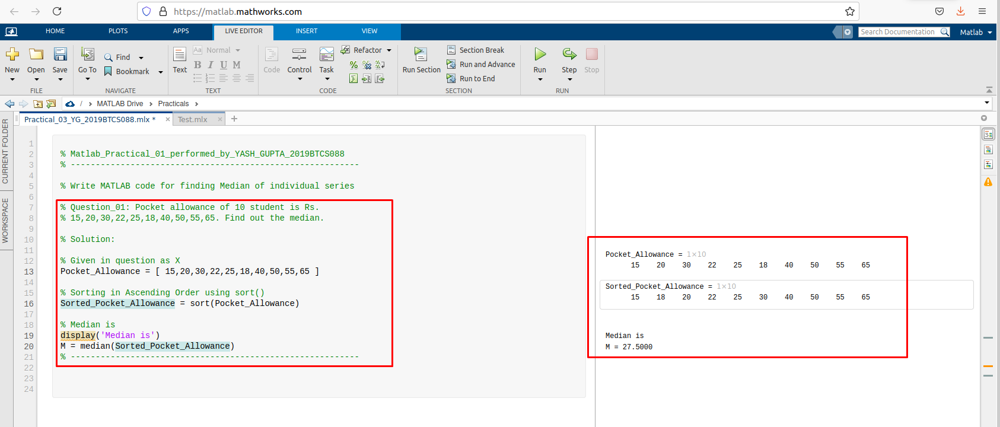 https://matlab.mathworks.com
HOME PLOTS APPS LIVE EDITOR INSERT VIEW Search Documentation Matlab
New Open Save Go To Find Bookmark Text Aa Normal B I U M Code Control Task Refactor Run Section Section Break Run and Advance Run to End Run Step Stop
FILE NAVIGATE TEXT CODE SECTION RUN
/ MATLAB Drive Practicals
Practical_03_YG_2019BTCS088.mlx * × Test.mlx × +
CURRENT FOLDER
WORKSPACE
1
2 % Matlab_Practical_01_performed_by_YASH_GUPTA_2019BTCS088
3 % ----------------------------------------------------------
4
5 % Write MATLAB code for finding Median of individual series
6
7 % Question_01: Pocket allowance of 10 student is Rs.
8 % 15,20,30,22,25,18,40,50,55,65. Find out the median.
9
10 % Solution:
11
12 % Given in question as X
13 Pocket_Allowance = [ 15,20,30,22,25,18,40,50,55,65 ]
14
15 % Sorting in Ascending Order using sort()
16 Sorted_Pocket_Allowance = sort(Pocket_Allowance)
17
18 % Median is
19 display('Median is')
20 M = median(Sorted_Pocket_Allowance)
21 % ----------------------------------------------------------
22
23
24
Pocket_Allowance = 1×10
15 20 30 22 25 18 40 50 55 65
Sorted_Pocket_Allowance = 1×10
15 18 20 22 25 30 40 50 55 65
Median is
M = 27.5000